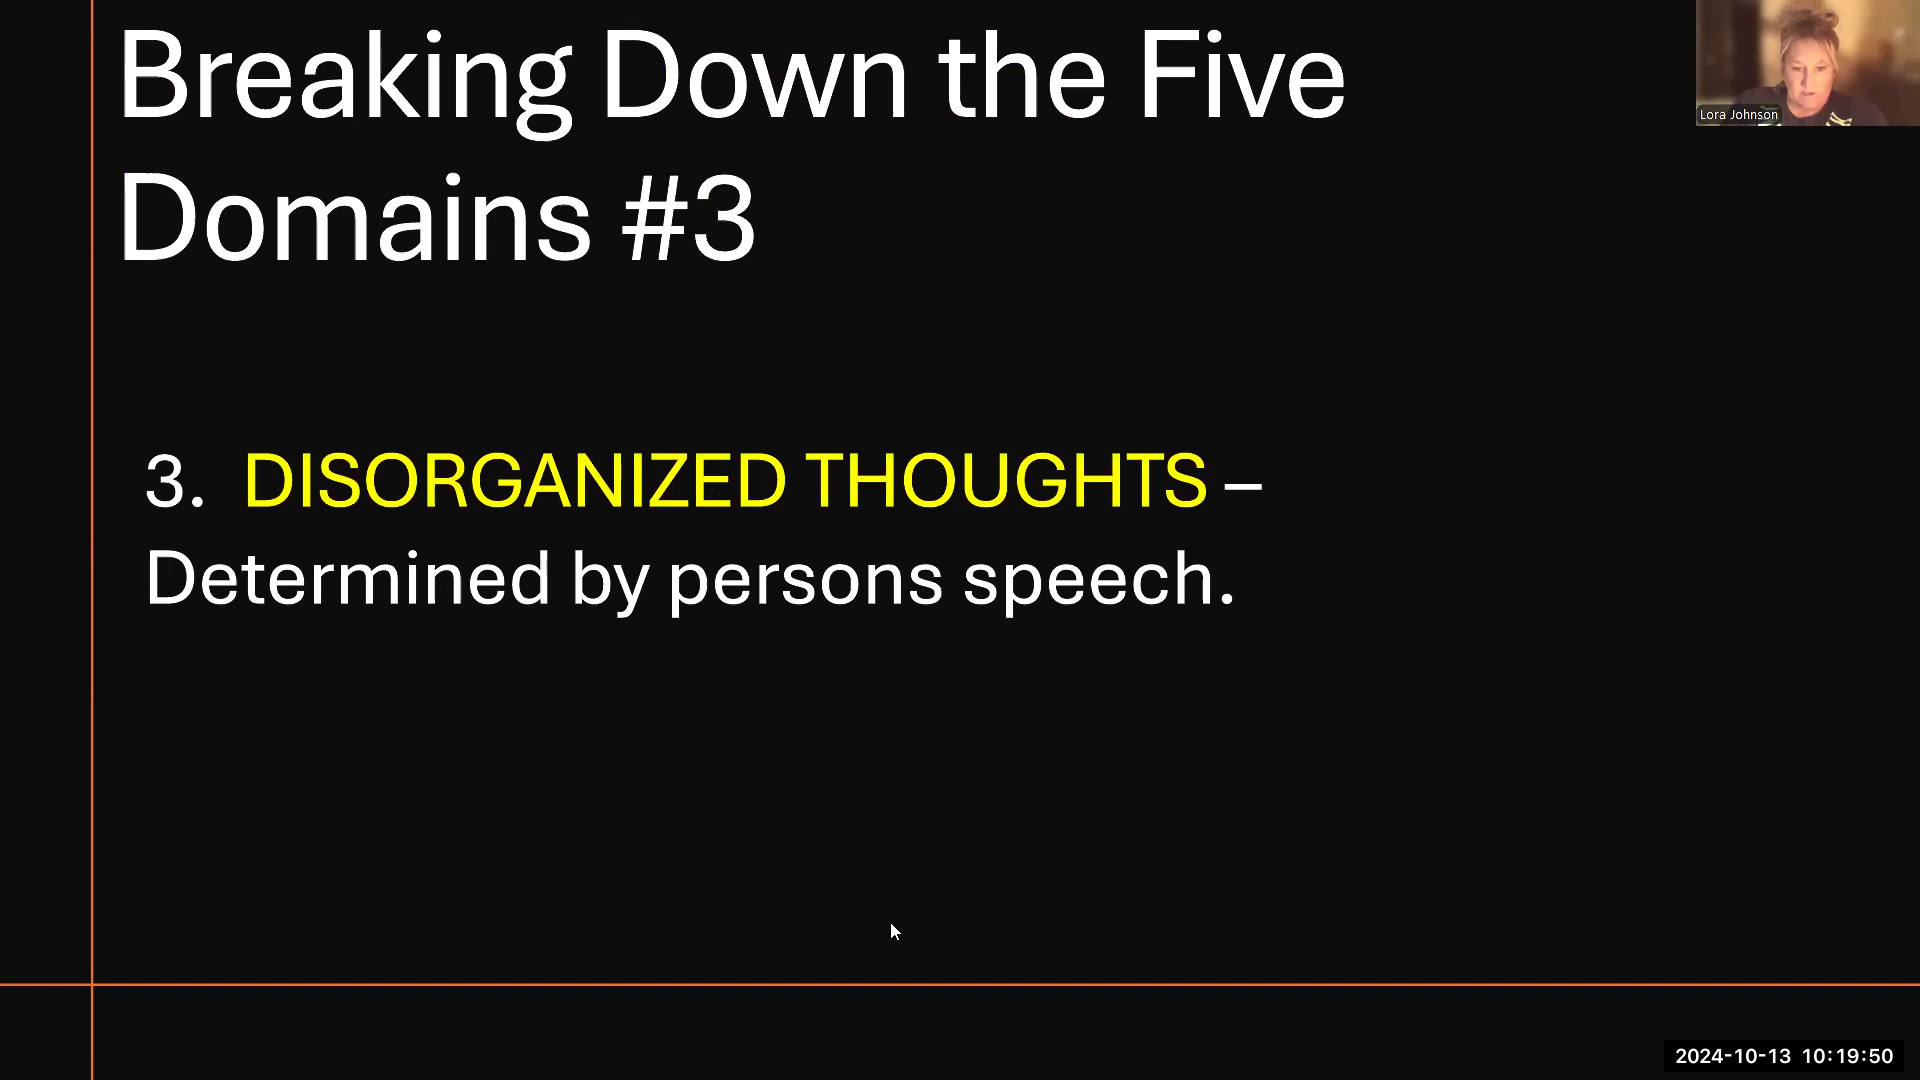 Breaking Down the Five
Domains #3
Lora Johnson
3. DISORGANIZED THOUGHTS –
Determined by persons speech.
2024-10-13 10:19:50